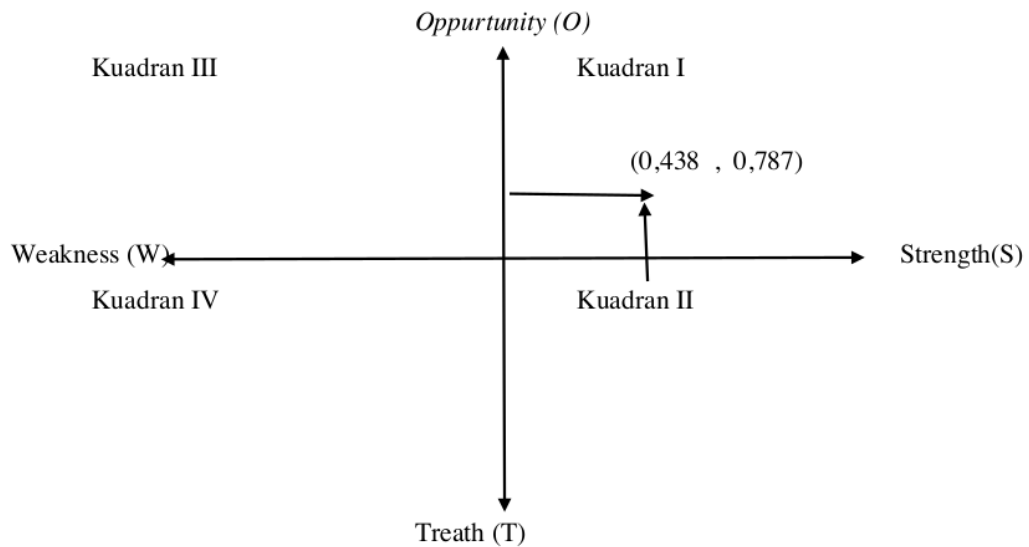 Oppurtunity (O)
Kuadran III
Kuadran I
(0,438 , 0,787)
Weakness (W)
Strength(S)
Kuadran IV
Kuadran II
Treath (T)